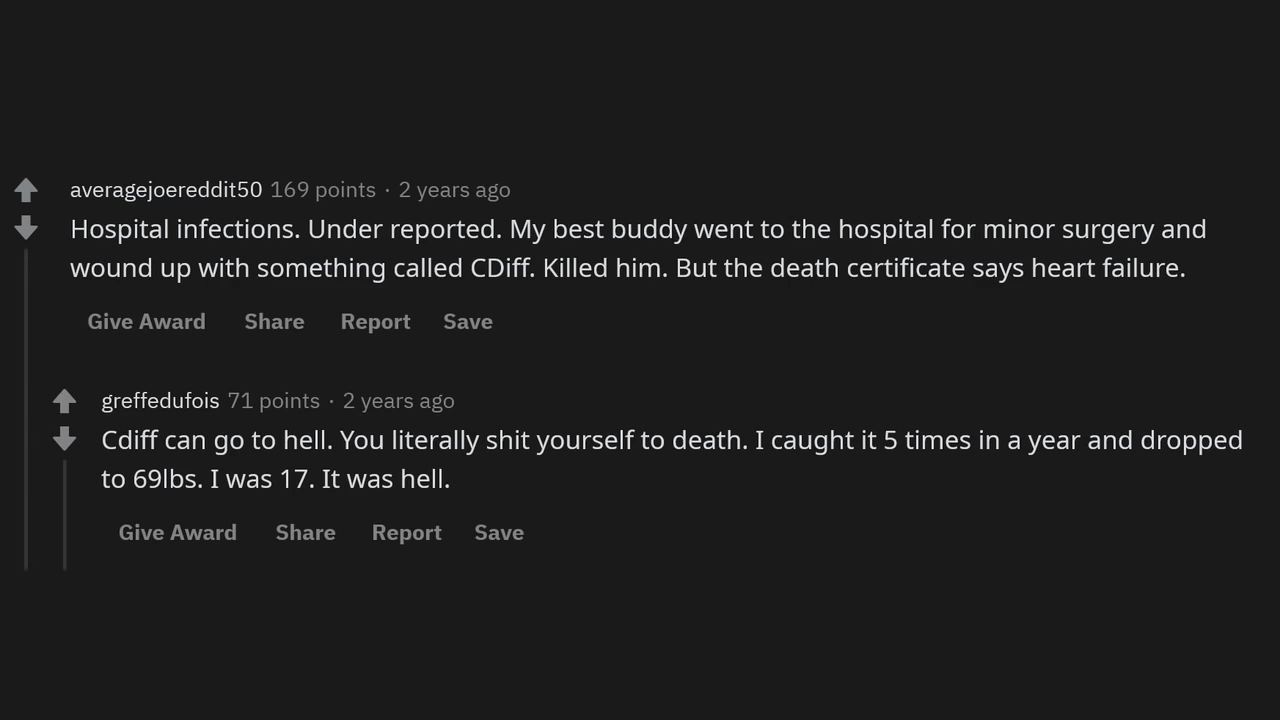 averagejoereddit50 169 points · 2 years ago
Hospital infections. Under reported. My best buddy went to the hospital for minor surgery and
wound up with something called CDiff. Killed him. But the death certificate says heart failure.
Give Award Share Report Save
greffedufois 71 points · 2 years ago
Cdiff can go to hell. You literally shit yourself to death. I caught it 5 times in a year and dropped
to 69lbs. I was 17. It was hell.
Give Award Share Report Save